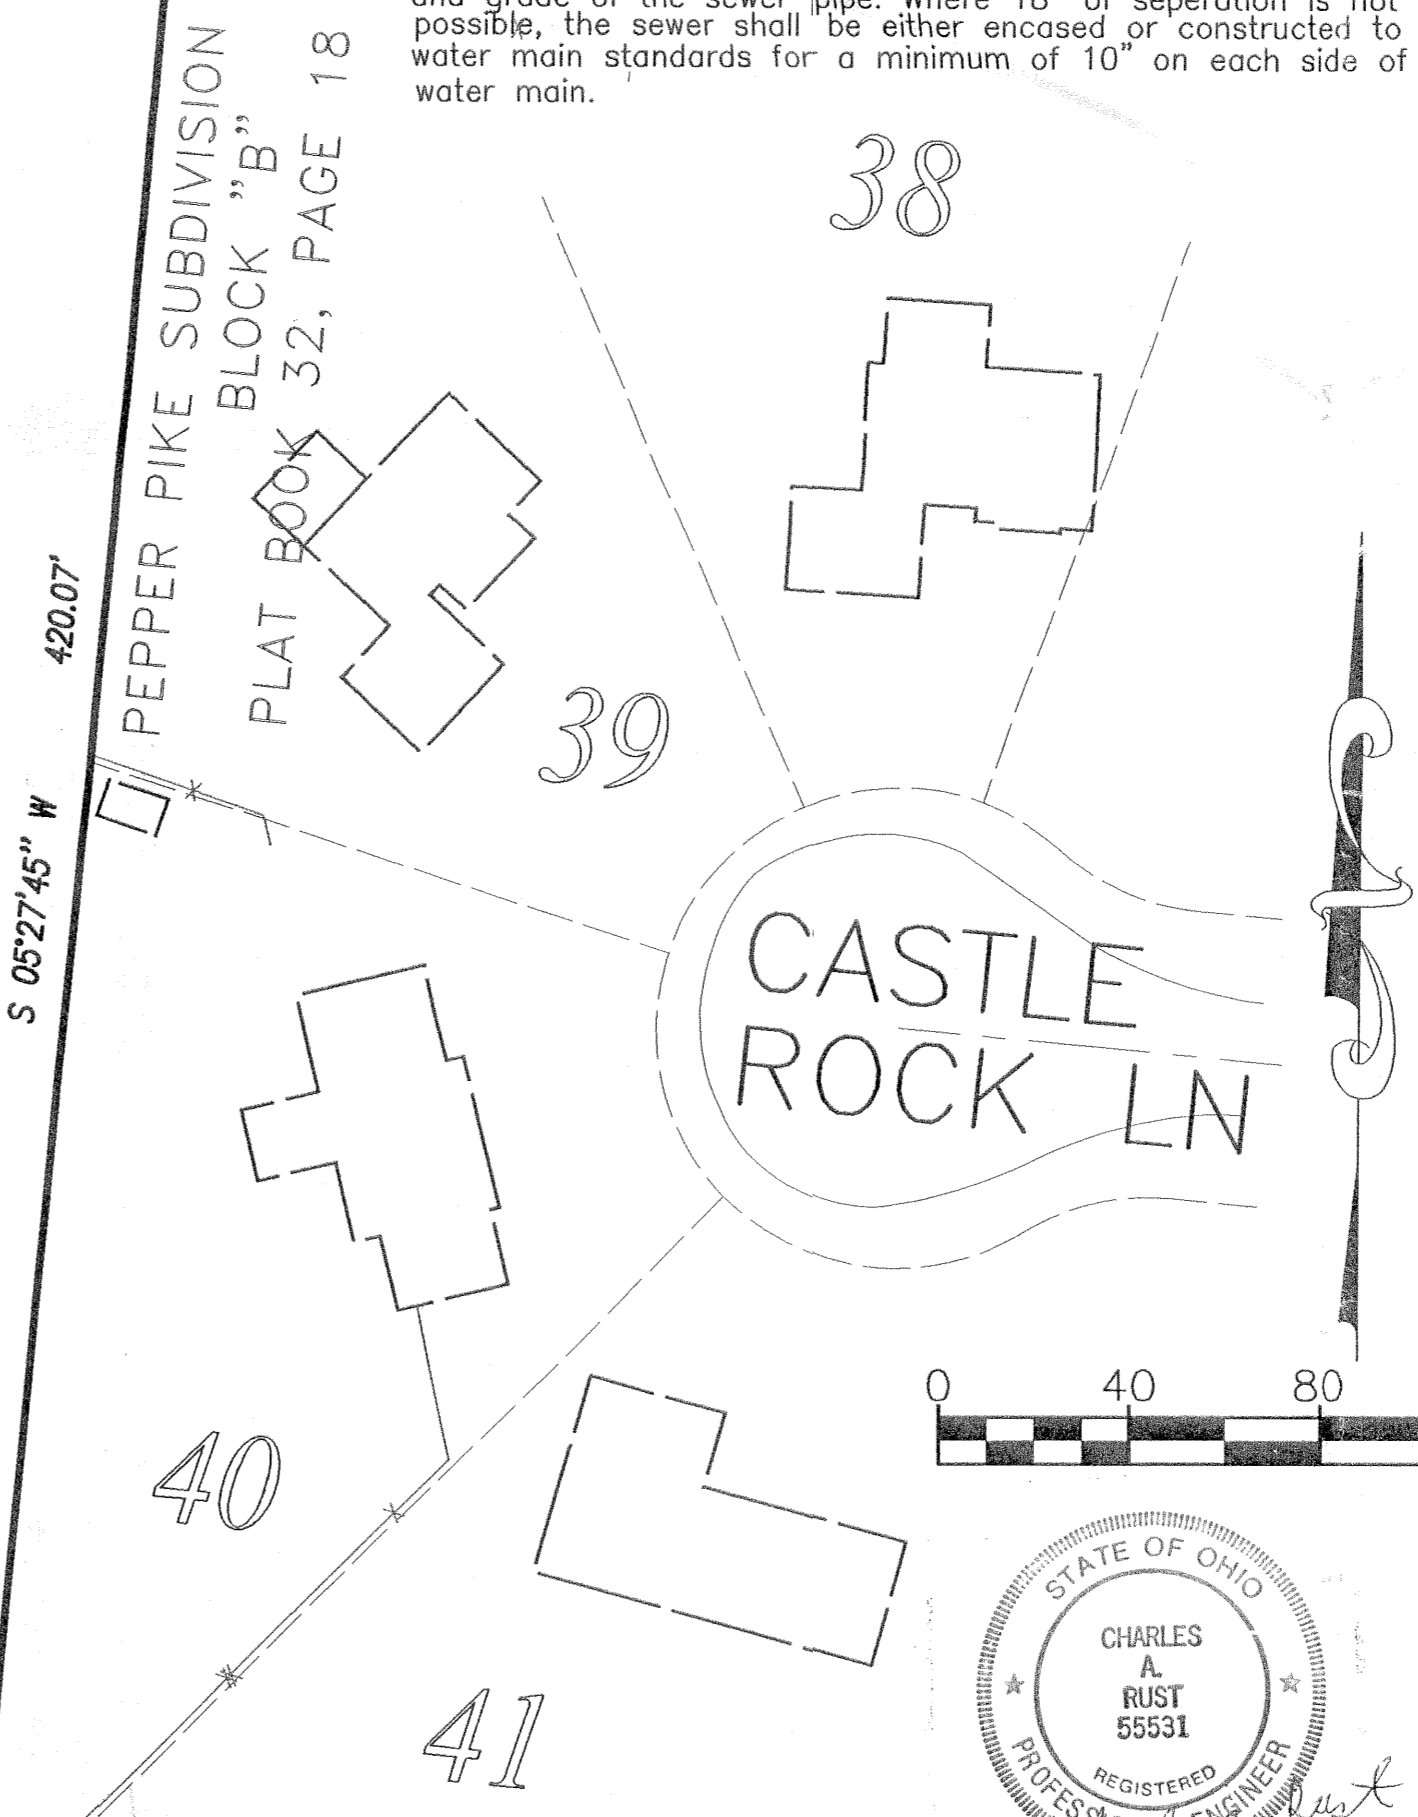 and grade of the sewer pipe. Where 18" of seperation is not
possible, the sewer shall be either encased or constructed to
water main standards for a minimum of 10" on each side of
water main.
PEPPER PIKE SUBDIVISION
BLOCK "B"
PLAT BOOK 32, PAGE 18
38
39
420.07'
S 05°27'45" W
CASTLE
ROCK LN
0 40 80
40
41
STATE OF OHIO
CHARLES
A.
RUST
55531
REGISTERED
ENGINEER
Rust